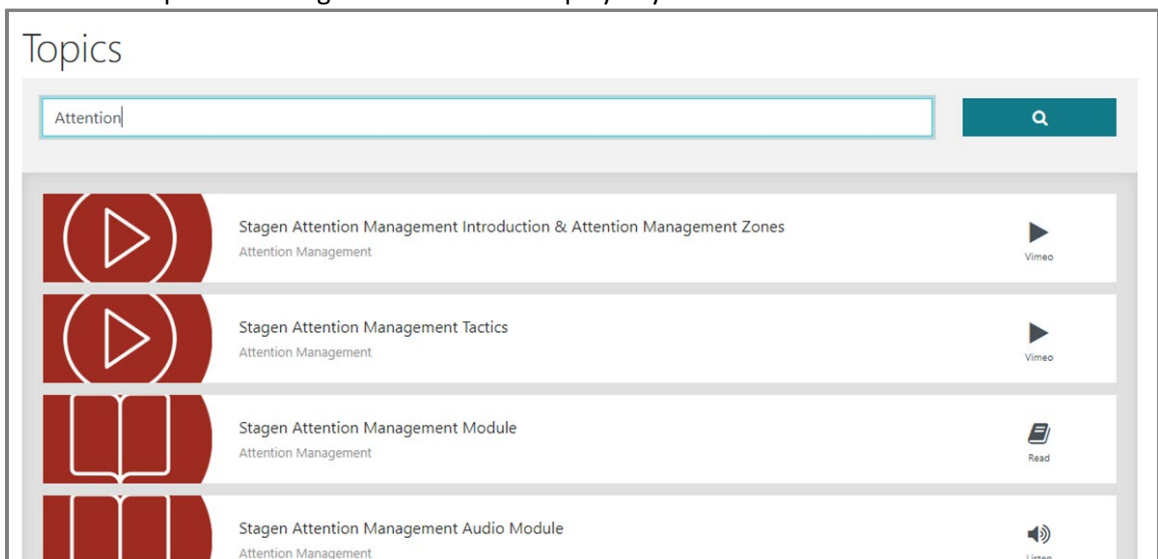 Topics
Attention
Stagen Attention Management Introduction & Attention Management Zones
Attention Management
Vimeo
Stagen Attention Management Tactics
Attention Management
Vimeo
Stagen Attention Management Module
Attention Management
Read
Stagen Attention Management Audio Module
Attention Management
Listen